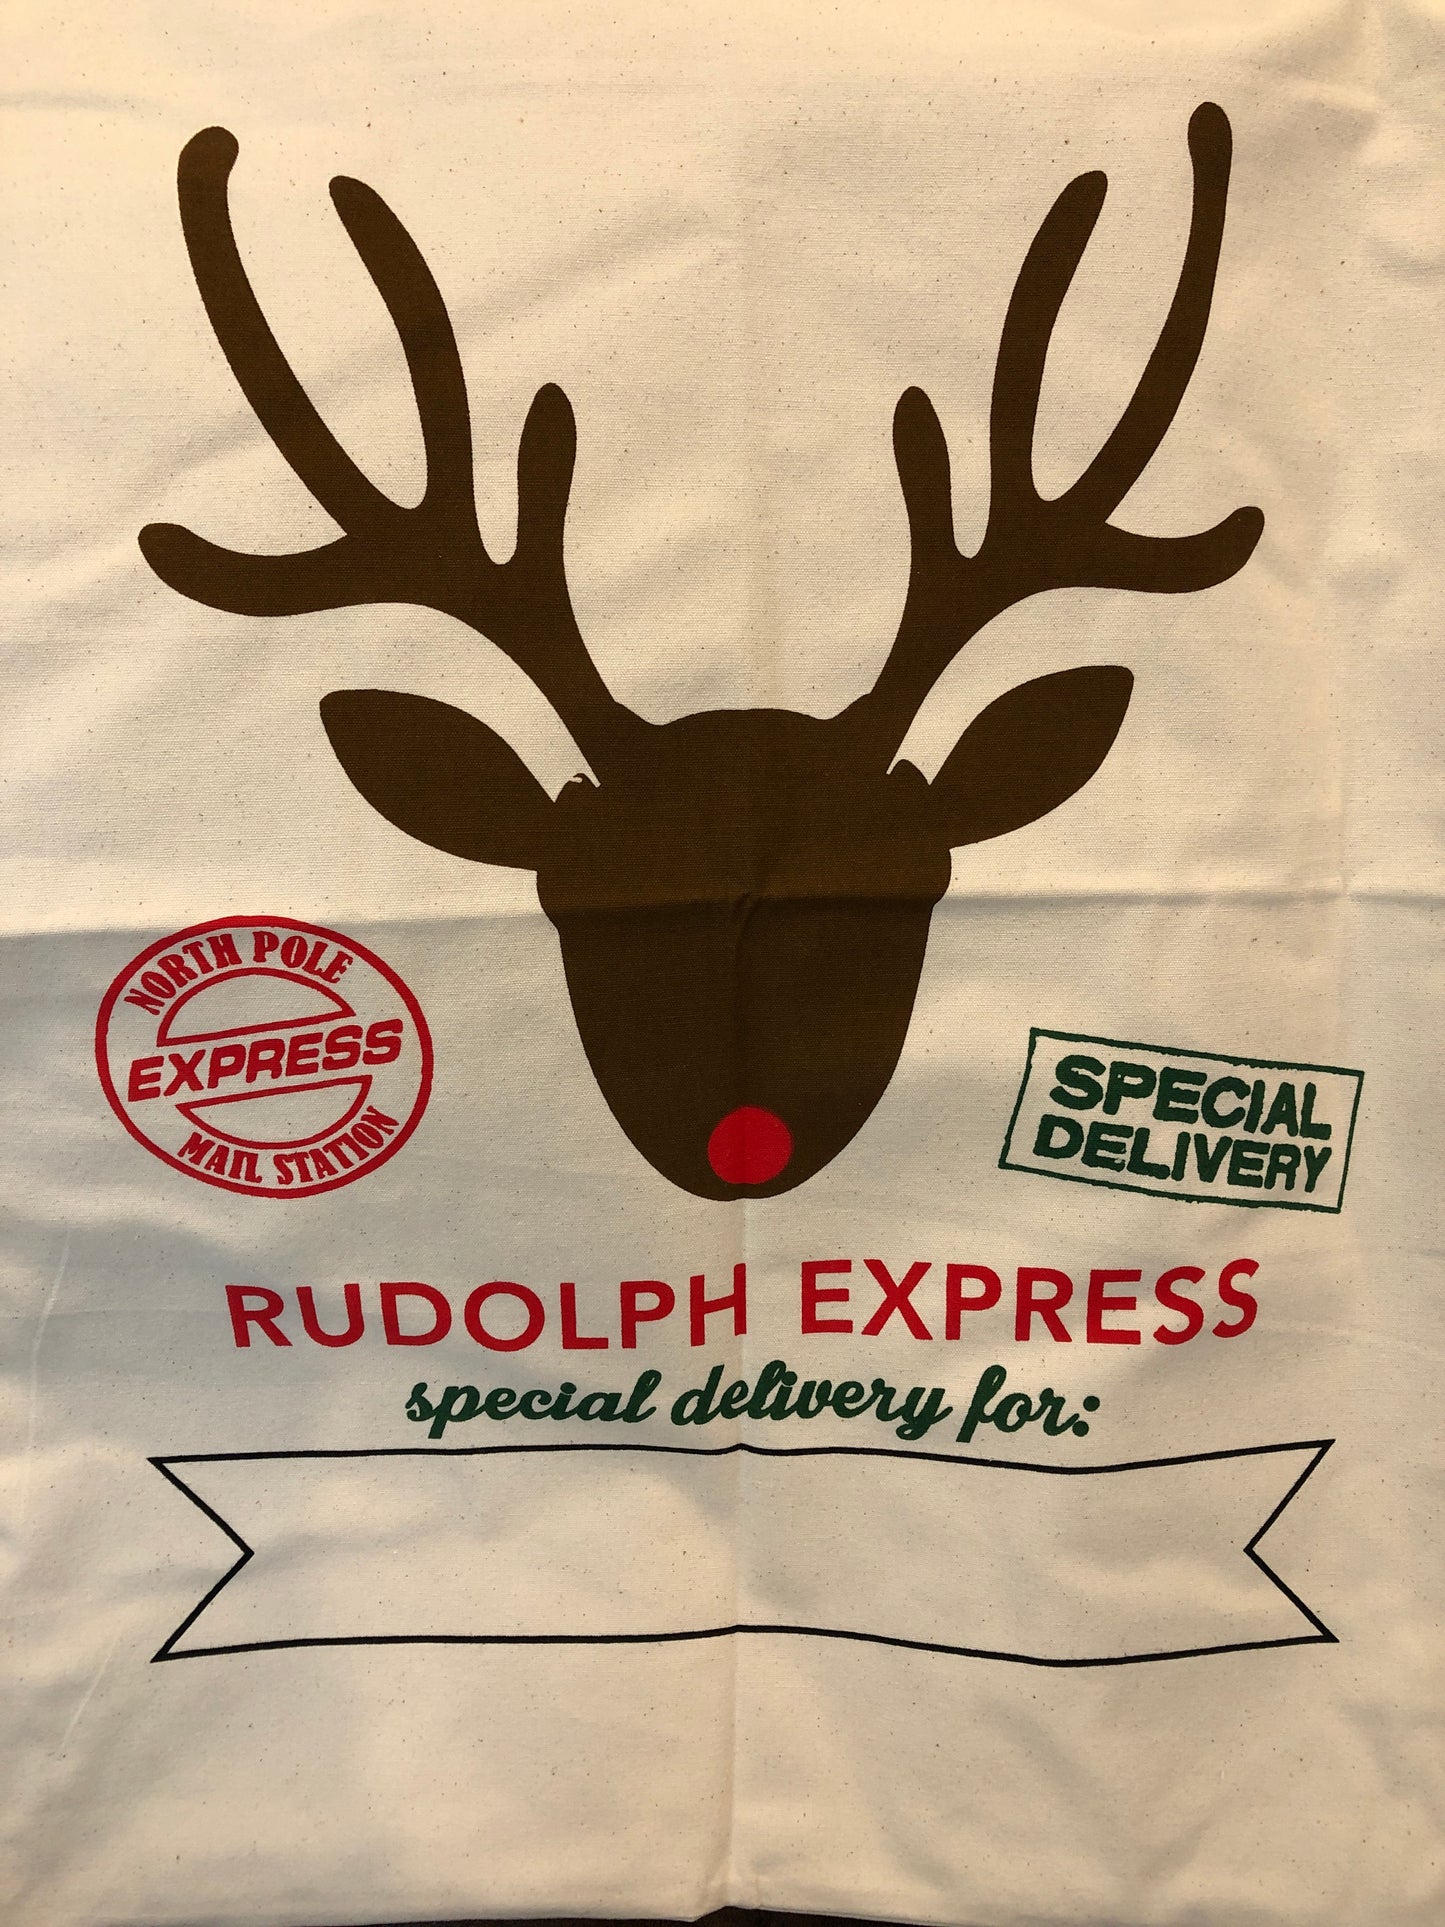 NORTH POLE
EXPRESS
MAIL STATION
SPECIAL
DELIVERY
RUDOLPH EXPRESS
special delivery for: